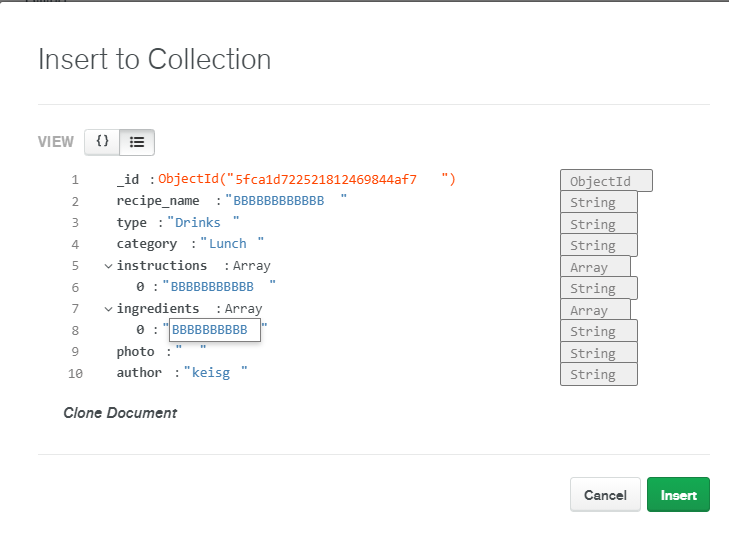 Insert to Collection
VIEW {}
1 _id : ObjectId("5fca1d722521812469844af7 ") ObjectId
2 recipe_name : "BBBBBBBBBBBB " String
3 type : "Drinks " String
4 category : "Lunch " String
5 instructions : Array Array
6 0 : "BBBBBBBBBBB " String
7 ingredients : Array Array
8 0 : "BBBBBBBBBB " String
9 photo : " " String
10 author : "keisg " String
Clone Document
Cancel Insert